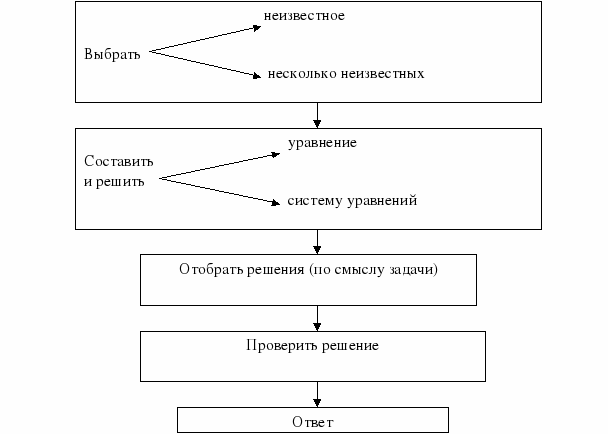 неизвестное
Выбрать
несколько неизвестных
уравнение
Составить
и решить
систему уравнений
Отобрать решения (по смыслу задачи)
Проверить решение
Ответ